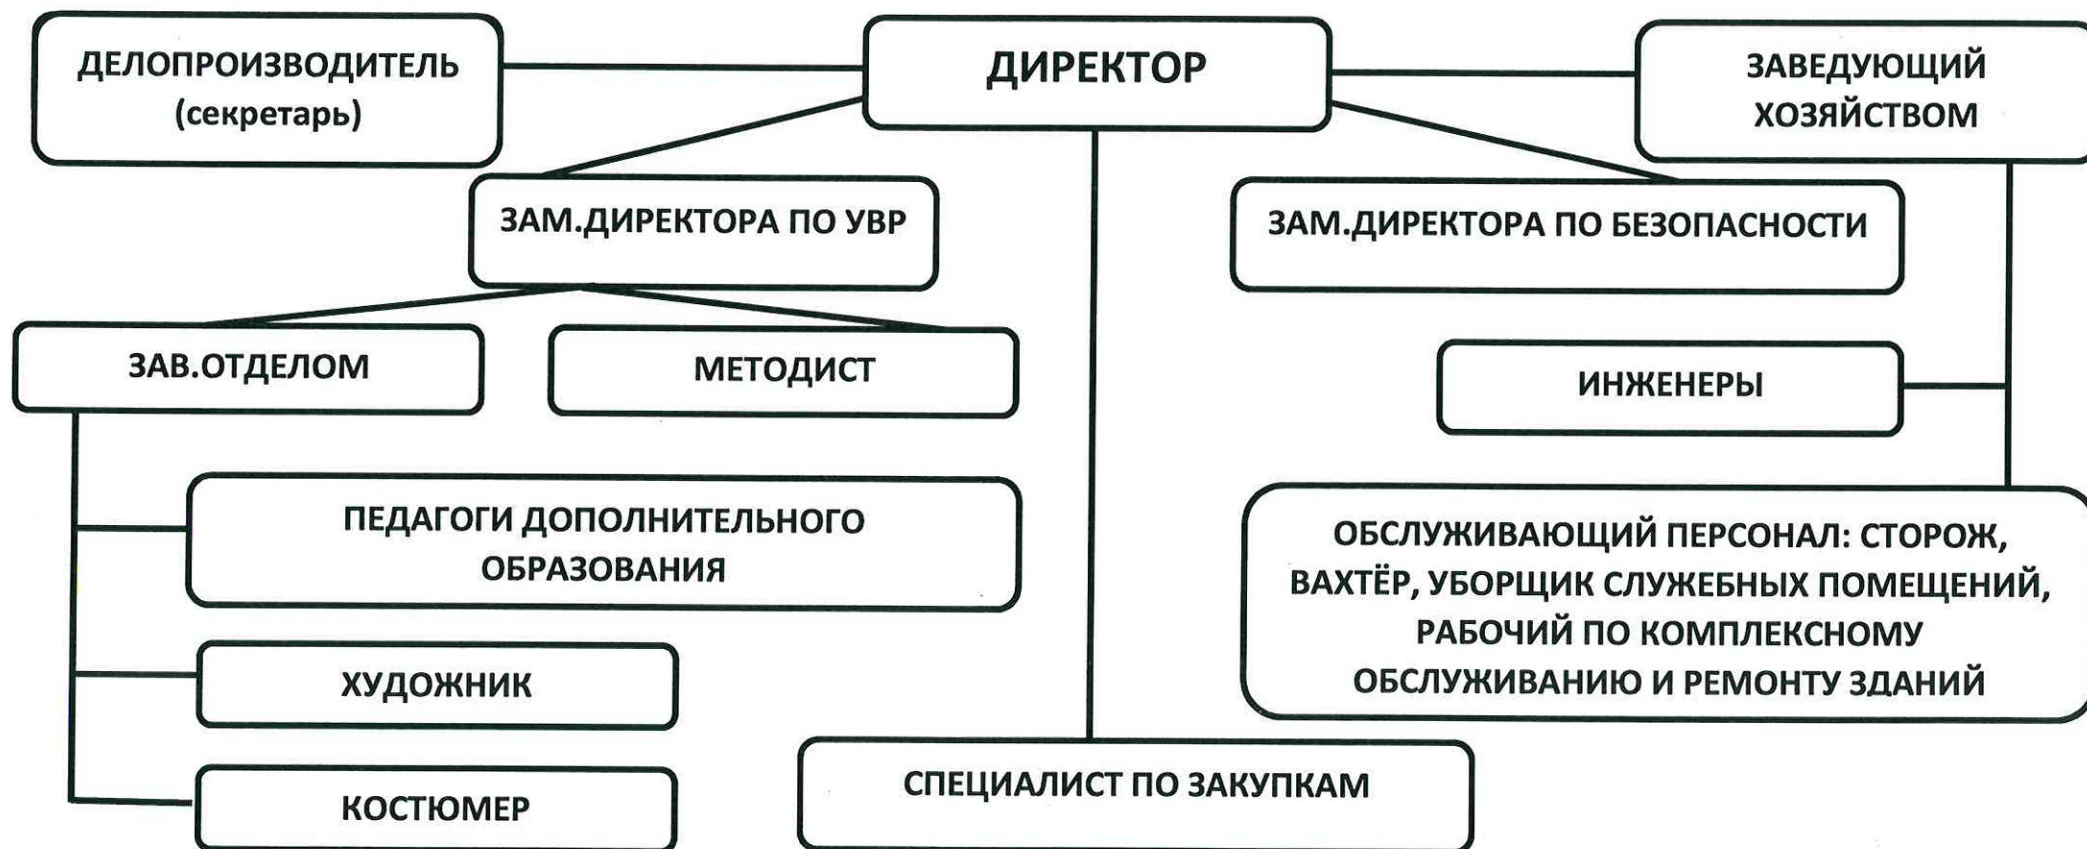 ДЕЛОПРОИЗВОДИТЕЛЬ
(секретарь)
ДИРЕКТОР
ЗАВЕДУЮЩИЙ
ХОЗЯЙСТВОМ
ЗАМ.ДИРЕКТОРА ПО УВР
ЗАМ.ДИРЕКТОРА ПО БЕЗОПАСНОСТИ
ЗАВ.ОТДЕЛОМ
МЕТОДИСТ
ИНЖЕНЕРЫ
ПЕДАГОГИ ДОПОЛНИТЕЛЬНОГО
ОБРАЗОВАНИЯ
ОБСЛУЖИВАЮЩИЙ ПЕРСОНАЛ: СТОРОЖ,
ВАХТЁР, УБОРЩИК СЛУЖЕБНЫХ ПОМЕЩЕНИЙ,
РАБОЧИЙ ПО КОМПЛЕКСНОМУ
ОБСЛУЖИВАНИЮ И РЕМОНТУ ЗДАНИЙ
ХУДОЖНИК
СПЕЦИАЛИСТ ПО ЗАКУПКАМ
КОСТЮМЕР